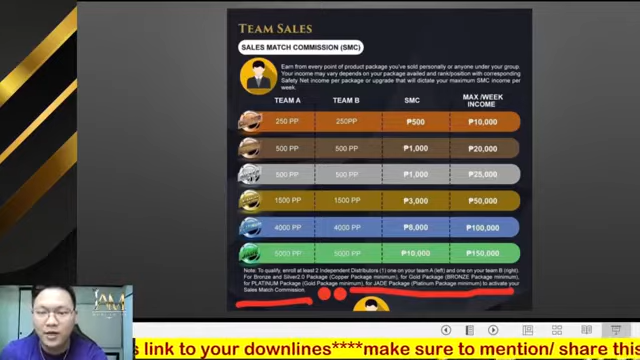 TEAM SALES
SALES MATCH COMMISSION (SMC)
Earn from every point of product package you've sold personally or anyone under your group.
Your income may vary depends on your package availed and rank/position with corresponding
Safety Net income per package or upgrade that will dictate your maximum SMC income per
week.
TEAM A TEAM B SMC MAX /WEEK INCOME
250 PP 250PP ₱500 ₱10,000
500 PP 500 PP ₱1,000 ₱20,000
500 PP 500 PP ₱1,000 ₱25,000
1500 PP 1500 PP ₱3,000 ₱50,000
4000 PP 4000 PP ₱8,000 ₱100,000
5000 PP 5000 PP ₱10,000 ₱150,000
Note: To qualify, enroll at least 2 Independent Distributors (1) one on your team A (left) and one on your team B (right).
For Bronze and Silver2.0 Package (Copper Package minimum), for Gold Package (BRONZE Package minimum),
for PLATINUM Package (Gold Package minimum), for JADE Package (Platinum Package minimum) to activate your
Sales Match Commission.
s link to your downlines****make sure to mention/ share this